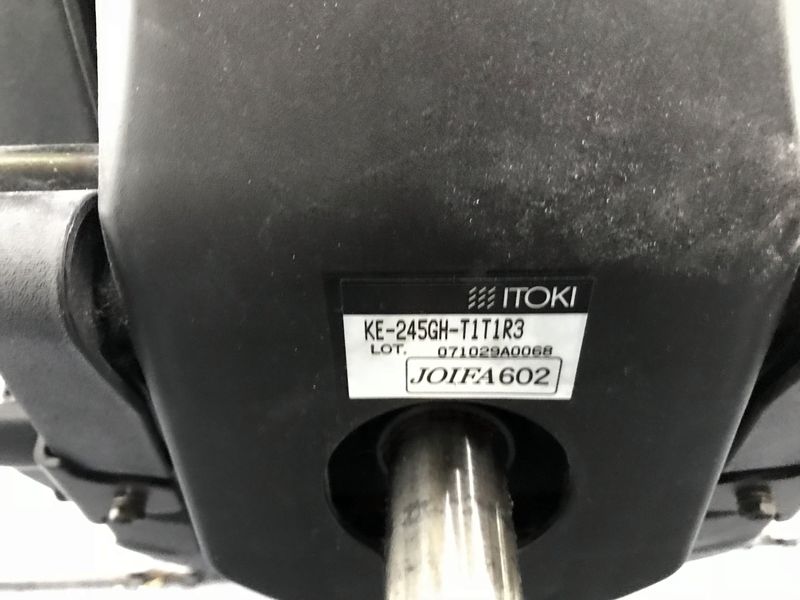 ITOKI
KE-245GH-T1T1R3
LOT. 071029A0068
JOIFA602